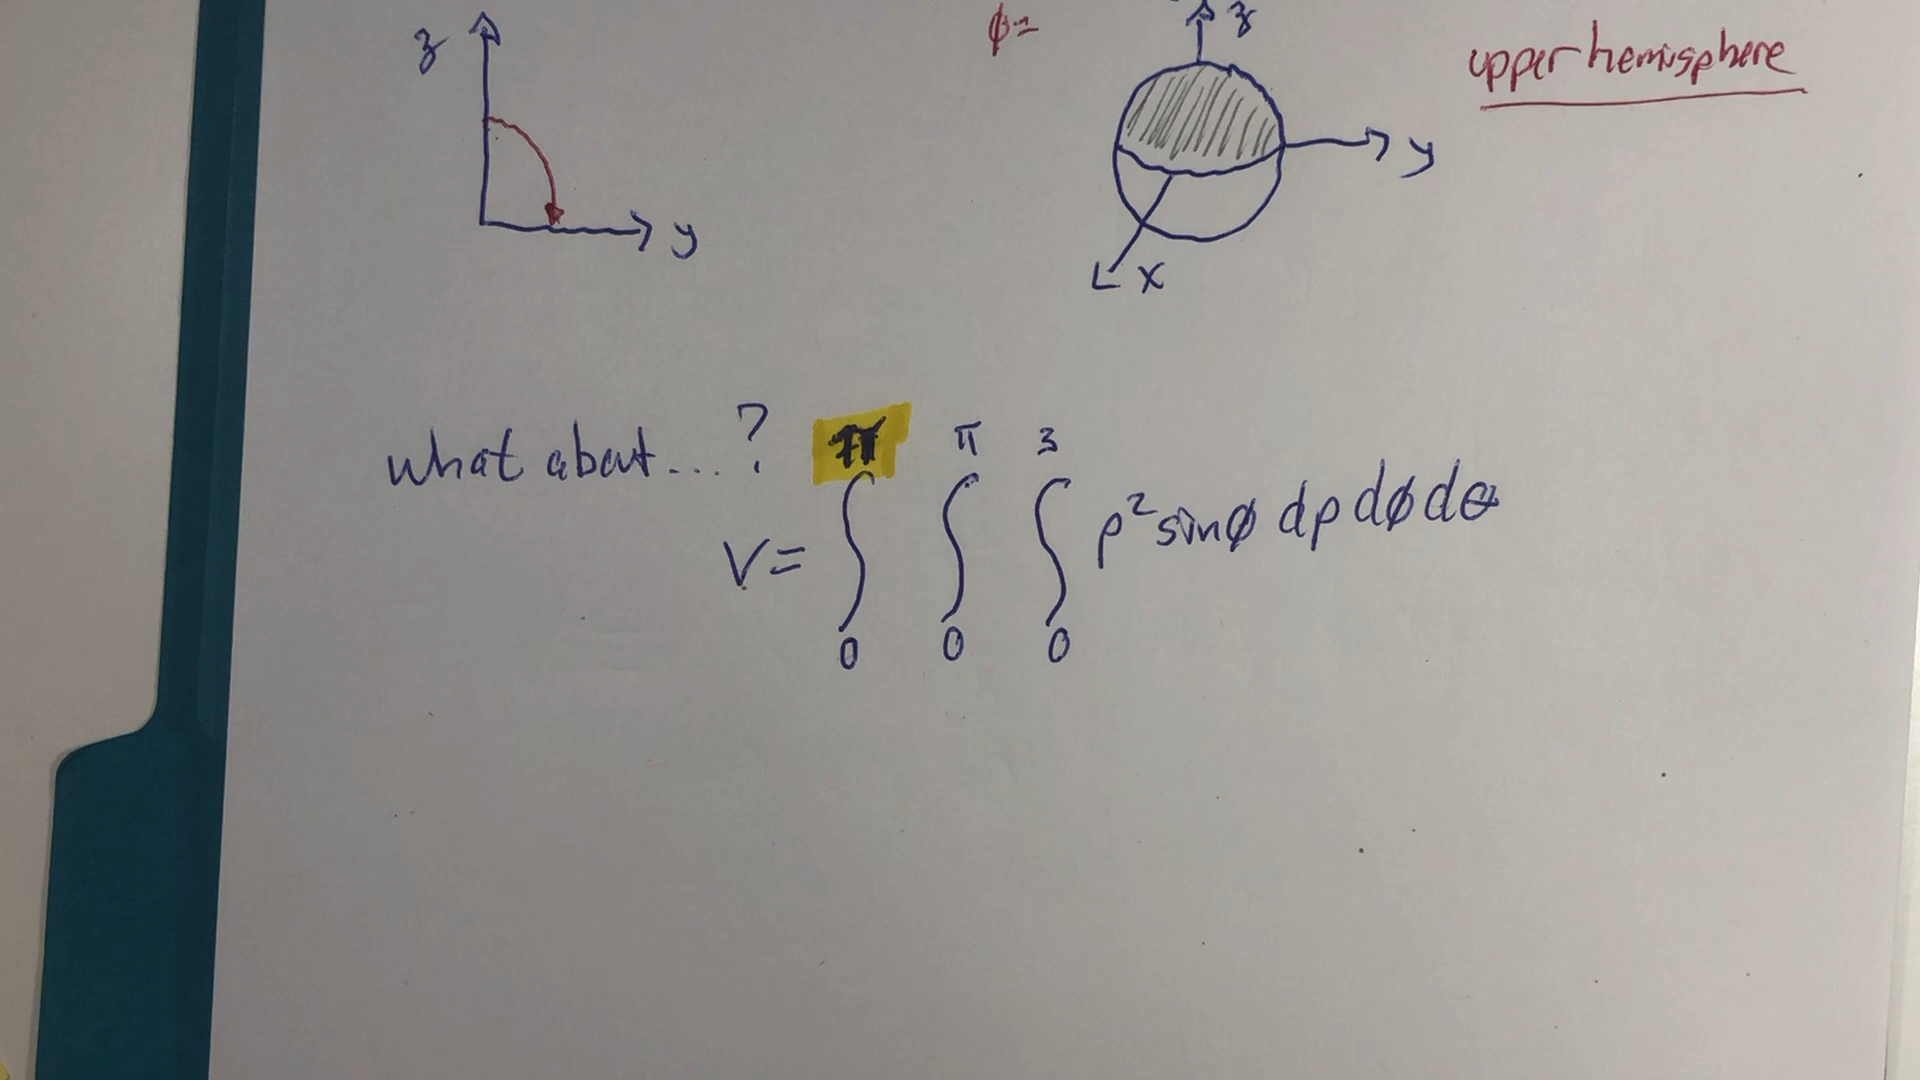 z
y
φ=
z
y
x
upper hemisphere
what about...?
V = ∫₀^π ∫₀^π ∫₀^3 ρ² sinφ dρ dφ dθ